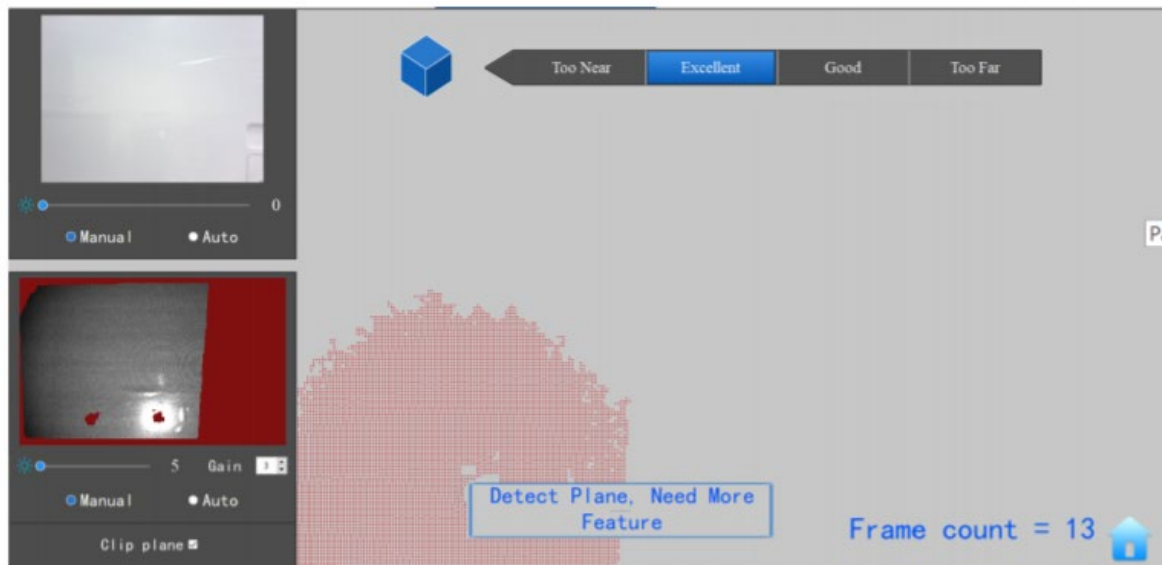 Too Near
Excellent
Good
Too Far
0
Manual
Auto
5 Gain 3
Manual
Auto
Clip plane
Detect Plane, Need More
Feature
Frame count = 13